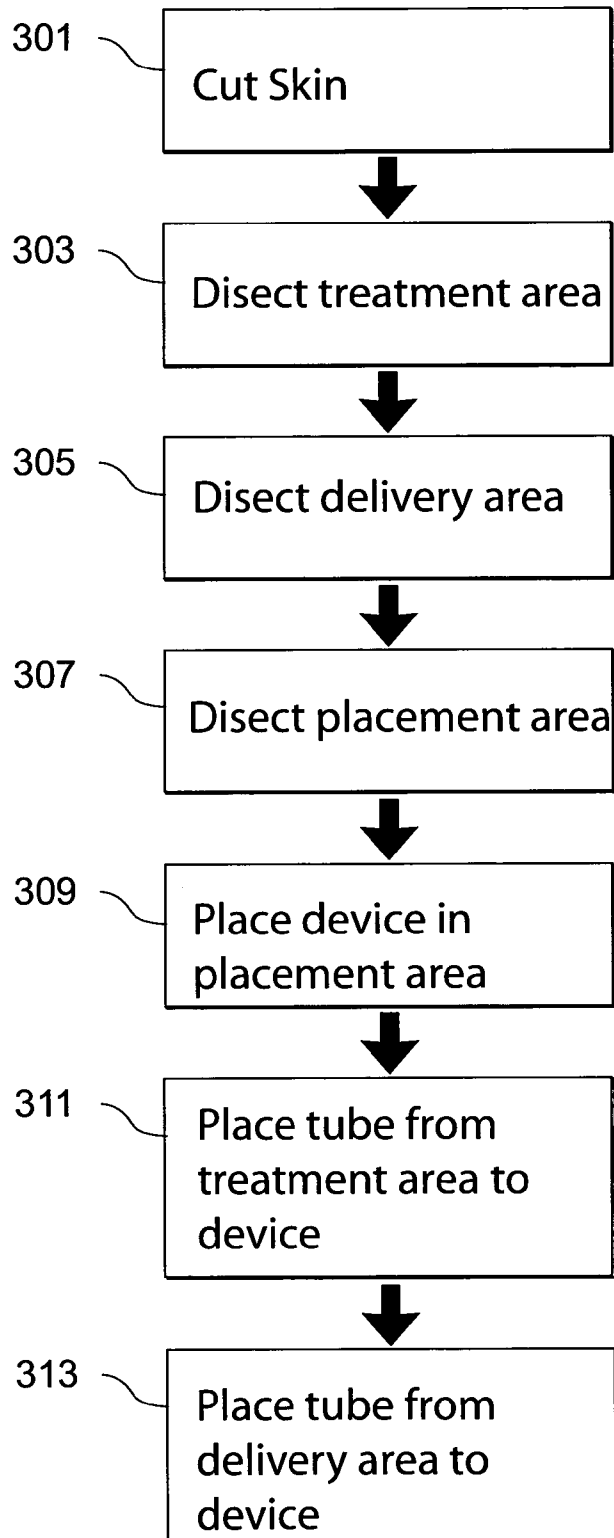 301
Cut Skin
303
Disect treatment area
305
Disect delivery area
307
Disect placement area
309
Place device in
placement area
311
Place tube from
treatment area to
device
313
Place tube from
delivery area to
device